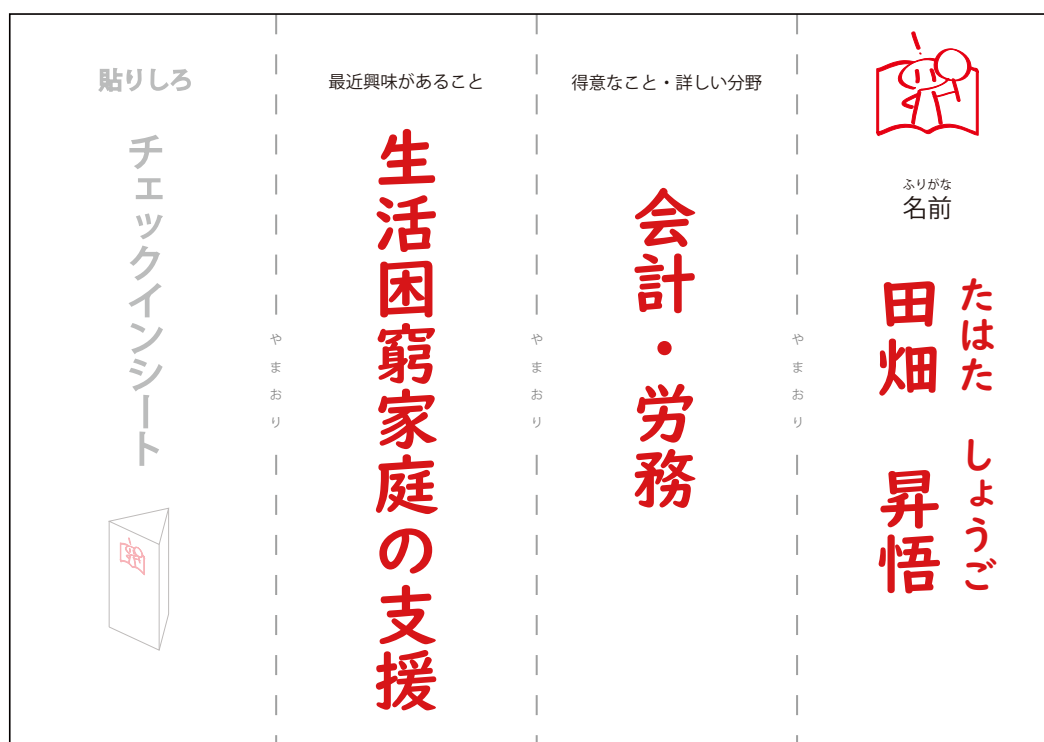 ふりがな
名前
たはた　しょうご
田畑　昇悟
やまおり
得意なこと・詳しい分野
会計・労務
やまおり
最近興味があること
生活困窮家庭の支援
やまおり
貼りしろ
チェックインシート